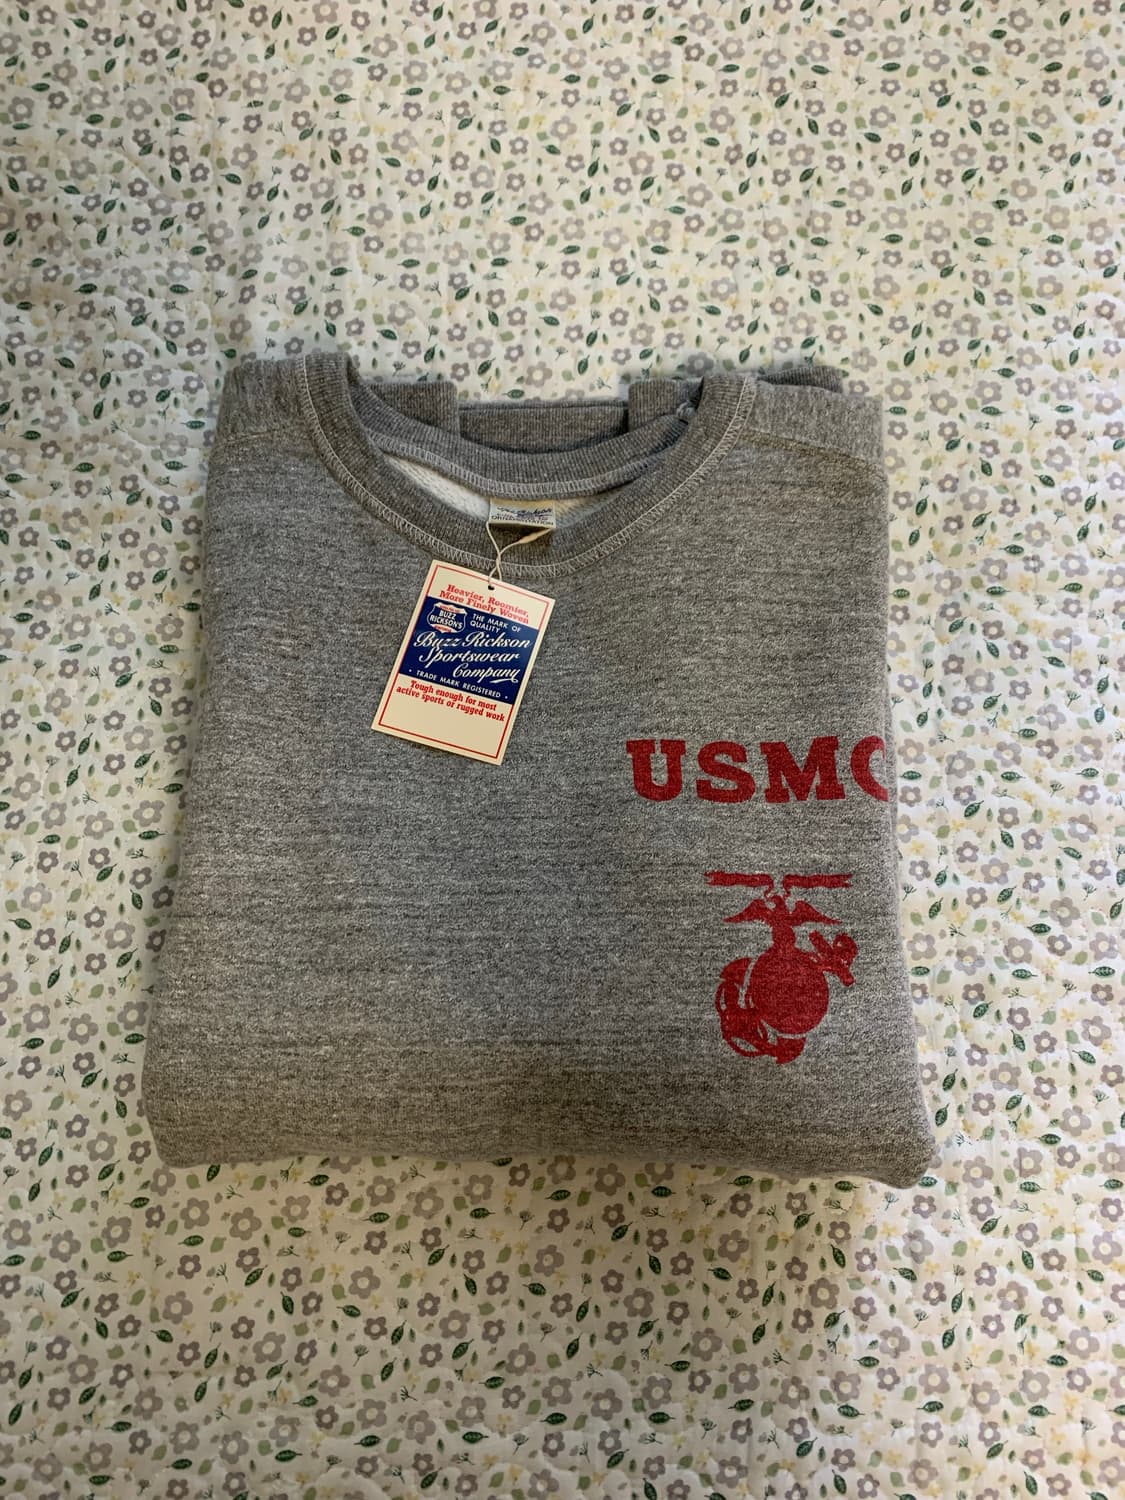 Heavier, Roomier,
More Finely Woven
BUZZ
RICKSON'S
THE MARK OF
QUALITY
Buzz Rickson
Sportswear
Company
· TRADE MARK REGISTERED ·
Tough enough for most
active sports or rugged work
USMC